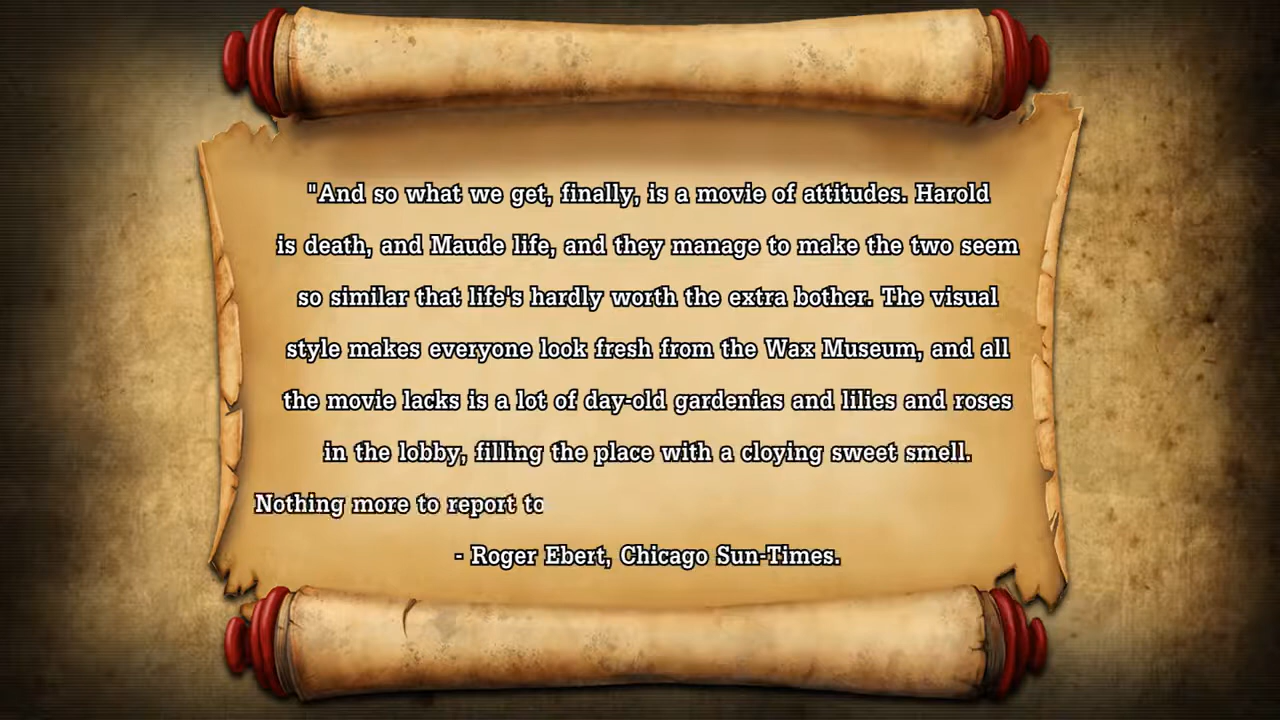 "And so what we get, finally, is a movie of attitudes. Harold
is death, and Maude life, and they manage to make the two seem
so similar that life's hardly worth the extra bother. The visual
style makes everyone look fresh from the Wax Museum, and all
the movie lacks is a lot of day-old gardenias and lilies and roses
in the lobby, filling the place with a cloying sweet smell.
Nothing more to report to
- Roger Ebert, Chicago Sun-Times.